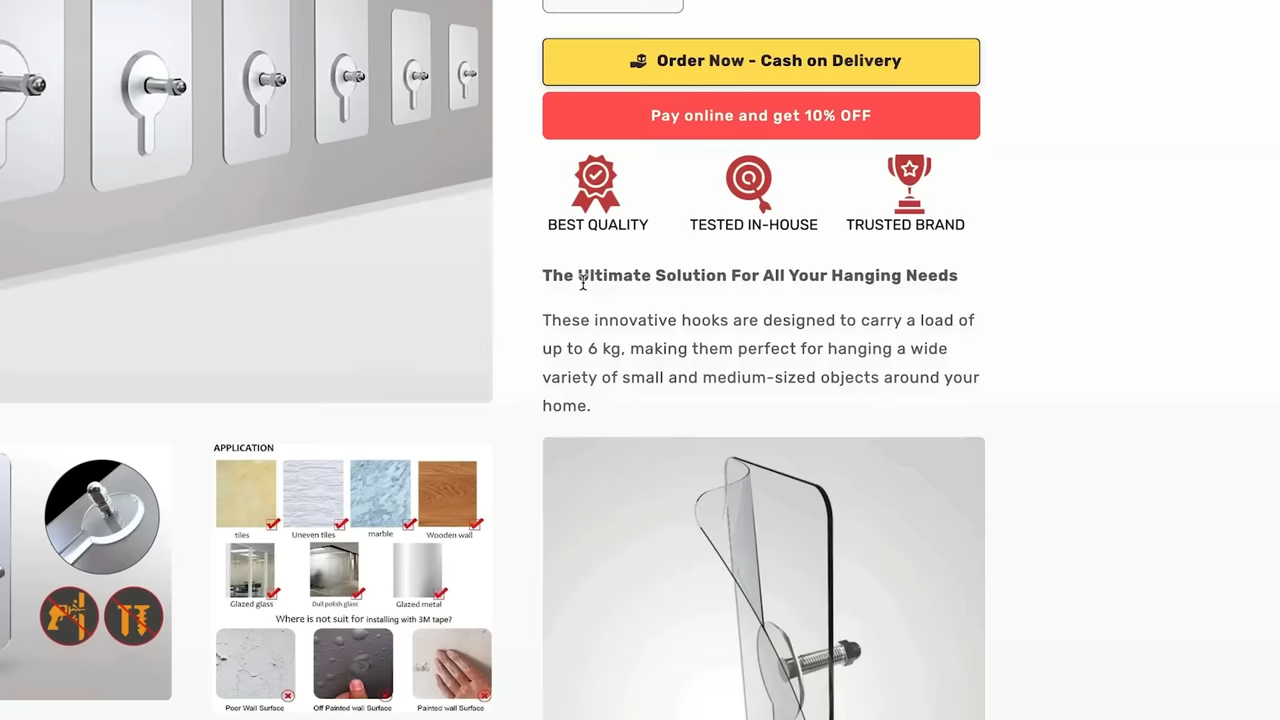 Order Now - Cash on Delivery
Pay online and get 10% OFF
BEST QUALITY
TESTED IN-HOUSE
TRUSTED BRAND
The Ultimate Solution For All Your Hanging Needs
These innovative hooks are designed to carry a load of
up to 6 kg, making them perfect for hanging a wide
variety of small and medium-sized objects around your
home.
APPLICATION
tiles
Uneven tiles
marble
Wooden wall
Glazed glass
Dull polish glass
Glazed metal
Where is not suit for installing with 3M tape?
Poor Wall Surface
Off Painted wall Surface
Painted wall Surface